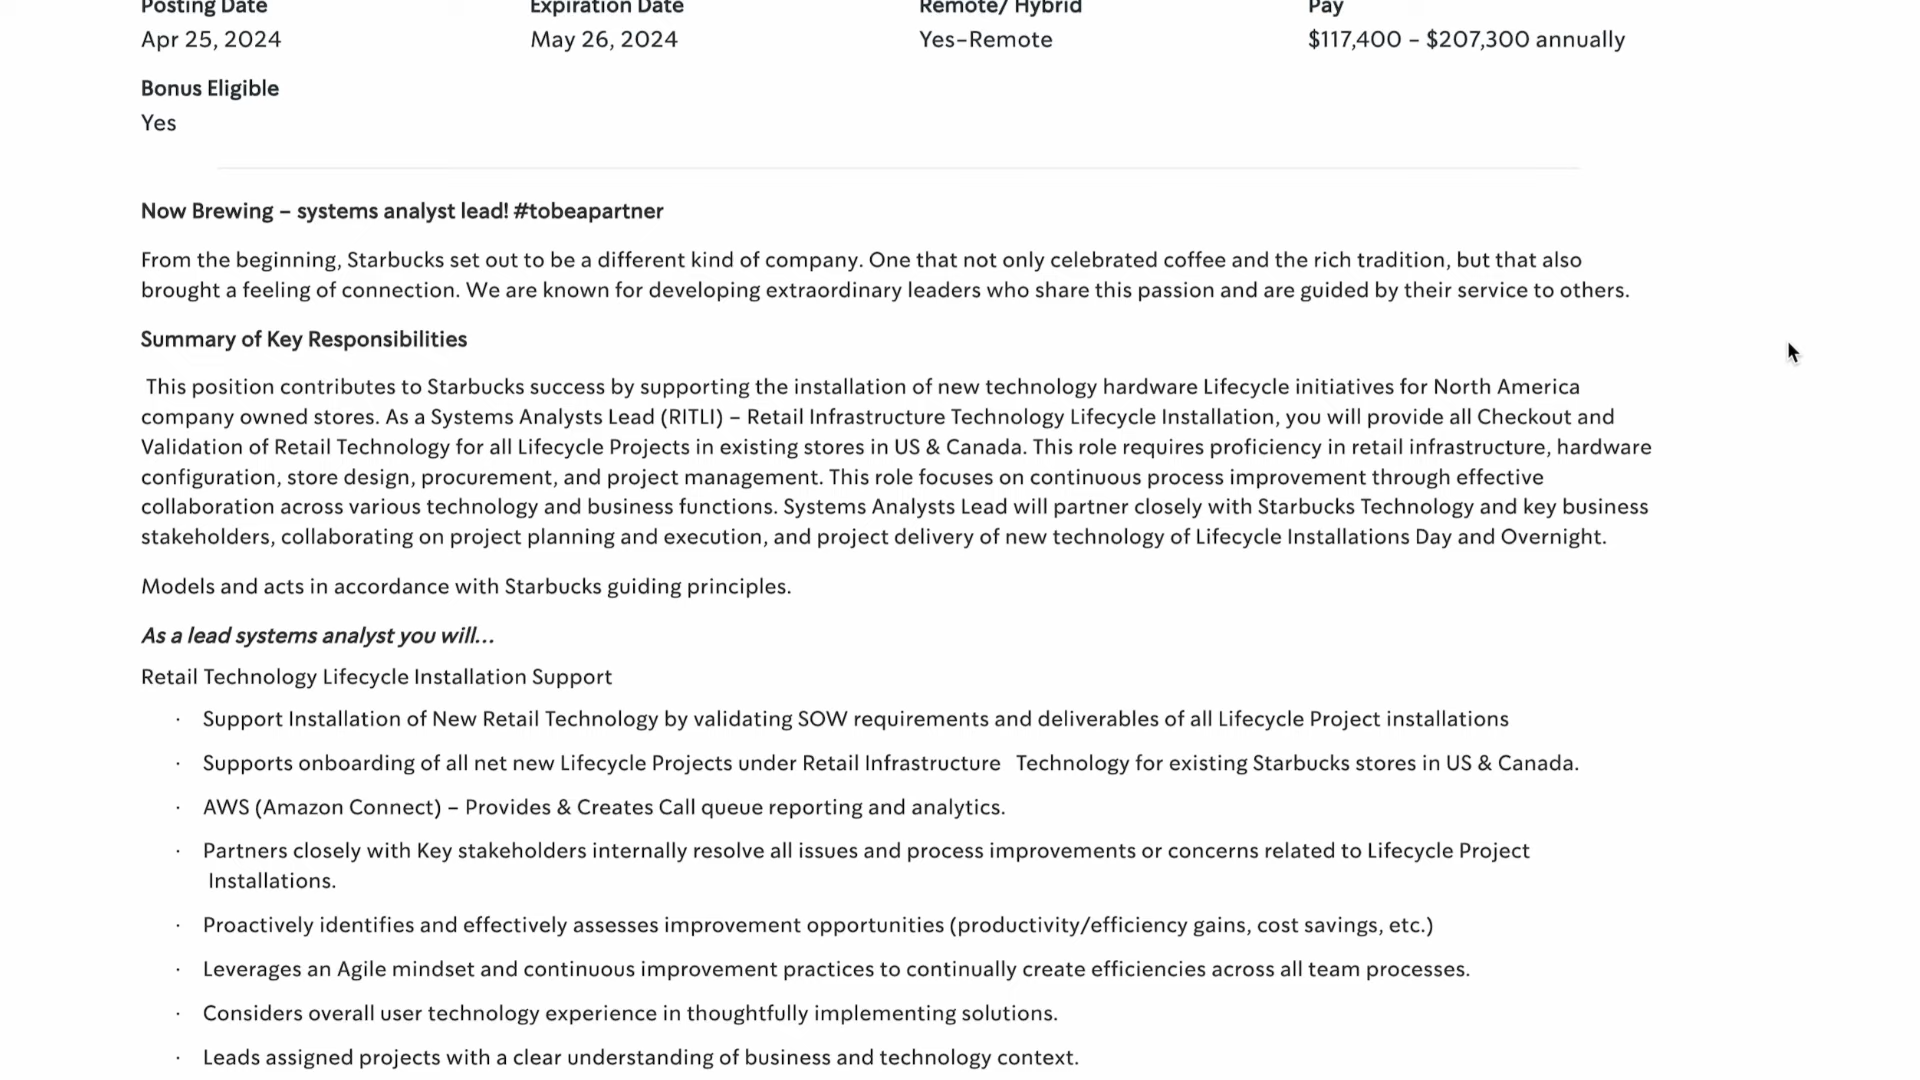 Posting Date
Expiration Date
Remote/ Hybrid
Pay
Apr 25, 2024
May 26, 2024
Yes–Remote
$117,400 – $207,300 annually
Bonus Eligible
Yes
Now Brewing – systems analyst lead! #tobeapartner
From the beginning, Starbucks set out to be a different kind of company. One that not only celebrated coffee and the rich tradition, but that also
brought a feeling of connection. We are known for developing extraordinary leaders who share this passion and are guided by their service to others.
Summary of Key Responsibilities
This position contributes to Starbucks success by supporting the installation of new technology hardware Lifecycle initiatives for North America
company owned stores. As a Systems Analysts Lead (RITLI) – Retail Infrastructure Technology Lifecycle Installation, you will provide all Checkout and
Validation of Retail Technology for all Lifecycle Projects in existing stores in US & Canada. This role requires proficiency in retail infrastructure, hardware
configuration, store design, procurement, and project management. This role focuses on continuous process improvement through effective
collaboration across various technology and business functions. Systems Analysts Lead will partner closely with Starbucks Technology and key business
stakeholders, collaborating on project planning and execution, and project delivery of new technology of Lifecycle Installations Day and Overnight.
Models and acts in accordance with Starbucks guiding principles.
As a lead systems analyst you will...
Retail Technology Lifecycle Installation Support
· Support Installation of New Retail Technology by validating SOW requirements and deliverables of all Lifecycle Project installations
· Supports onboarding of all net new Lifecycle Projects under Retail Infrastructure Technology for existing Starbucks stores in US & Canada.
· AWS (Amazon Connect) – Provides & Creates Call queue reporting and analytics.
· Partners closely with Key stakeholders internally resolve all issues and process improvements or concerns related to Lifecycle Project
Installations.
· Proactively identifies and effectively assesses improvement opportunities (productivity/efficiency gains, cost savings, etc.)
· Leverages an Agile mindset and continuous improvement practices to continually create efficiencies across all team processes.
· Considers overall user technology experience in thoughtfully implementing solutions.
· Leads assigned projects with a clear understanding of business and technology context.